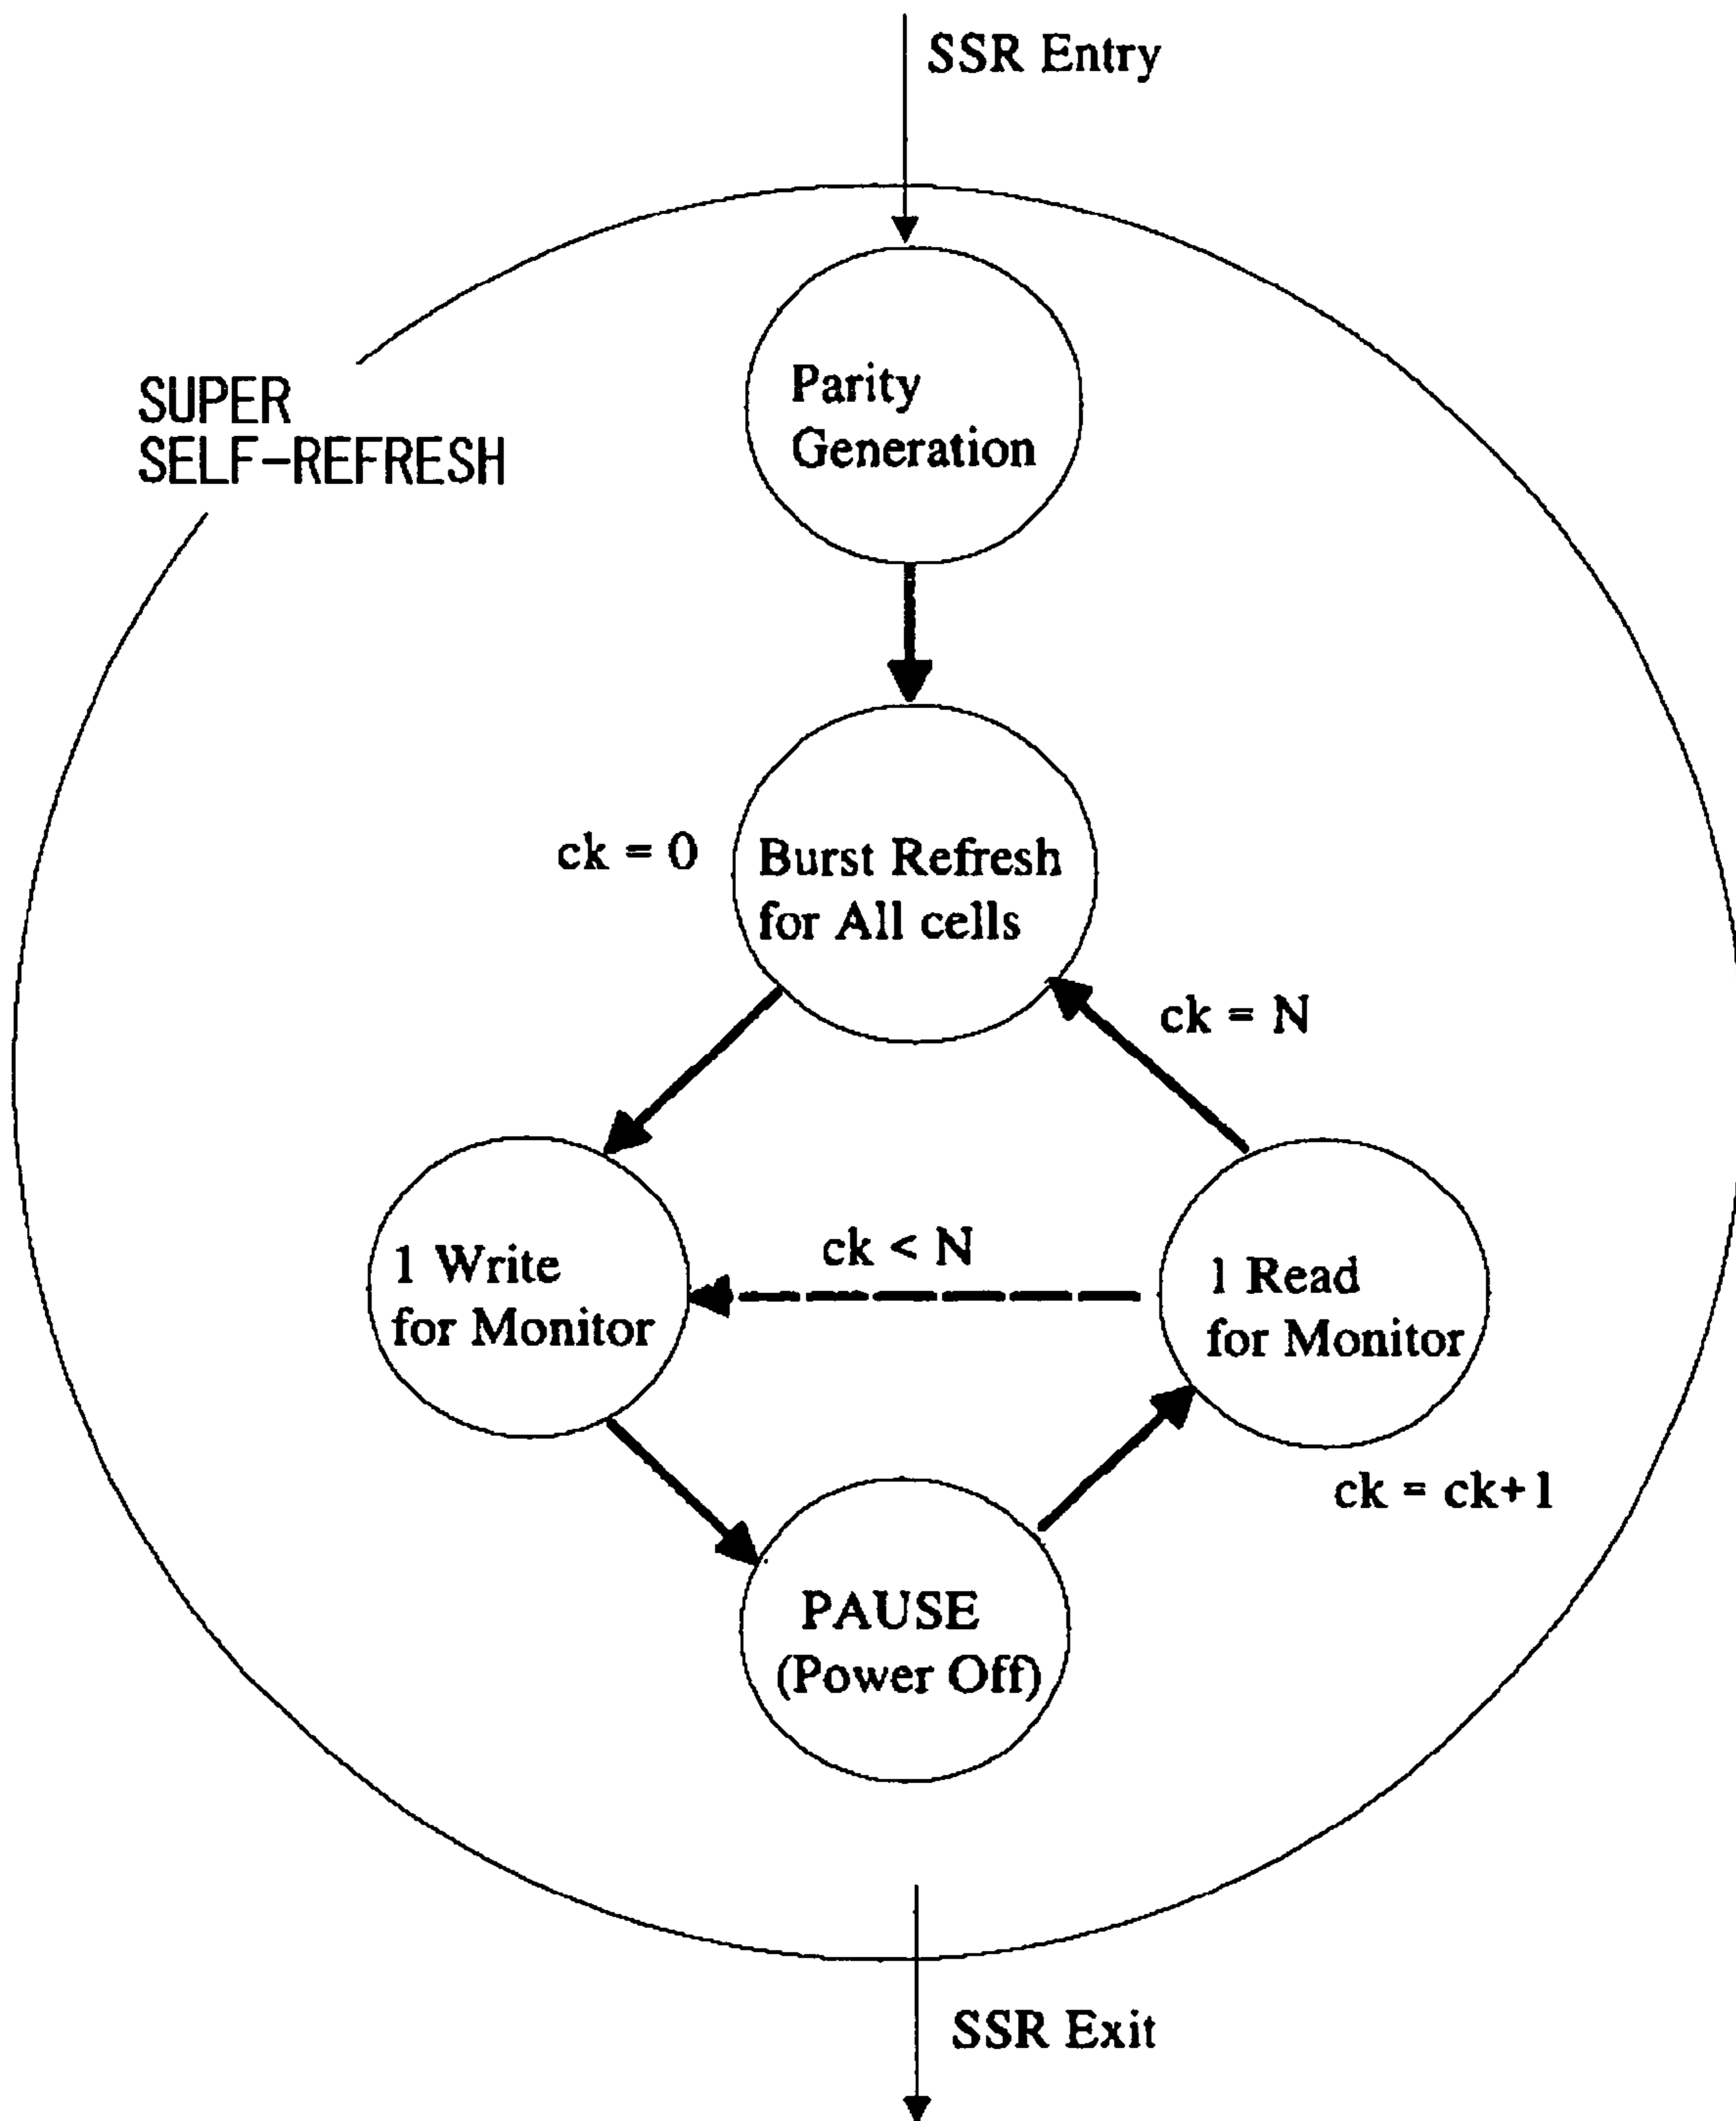 SSR Entry
SUPER
SELF-REFRESH
Parity
Generation
ck = 0
Burst Refresh
for All cells
ck = N
1 Write
for Monitor
ck < N
1 Read
for Monitor
ck = ck+1
PAUSE
(Power Off)
SSR Exit